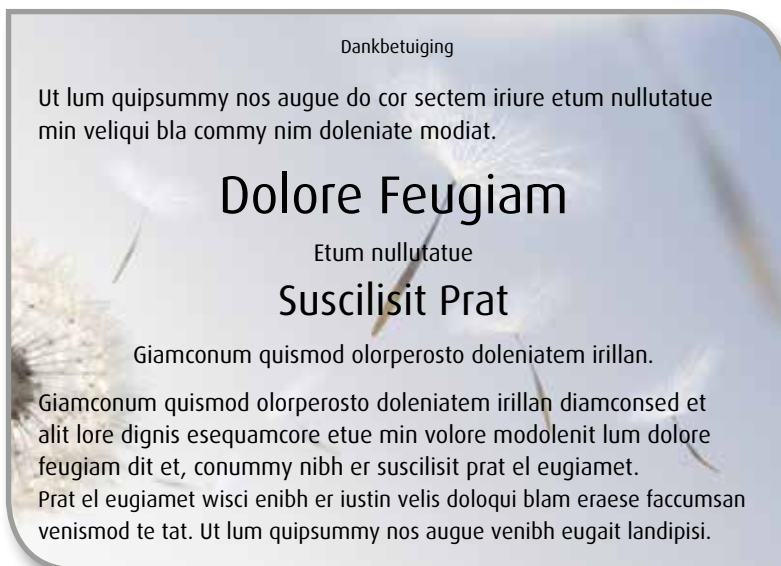 Dankbetuiging
Ut lum quipsummy nos augue do cor sectem iriure etum nullutatue
min veliqui bla commy nim doleniate modiat.
Dolore Feugiam
Etum nullutatue
Suscilisit Prat
Giamconum quismod olorperosto doleniatem irillan.
Giamconum quismod olorperosto doleniatem irillan diamconsed et
alit lore dignis esequamcore etue min volore modolenit lum dolore
feugiam dit et, conummy nibh er suscilisit prat el eugiamet.
Prat el eugiamet wisci enibh er iustin velis doloqui blam eraese faccumsan
venismod te tat. Ut lum quipsummy nos augue venibh eugait landipisi.